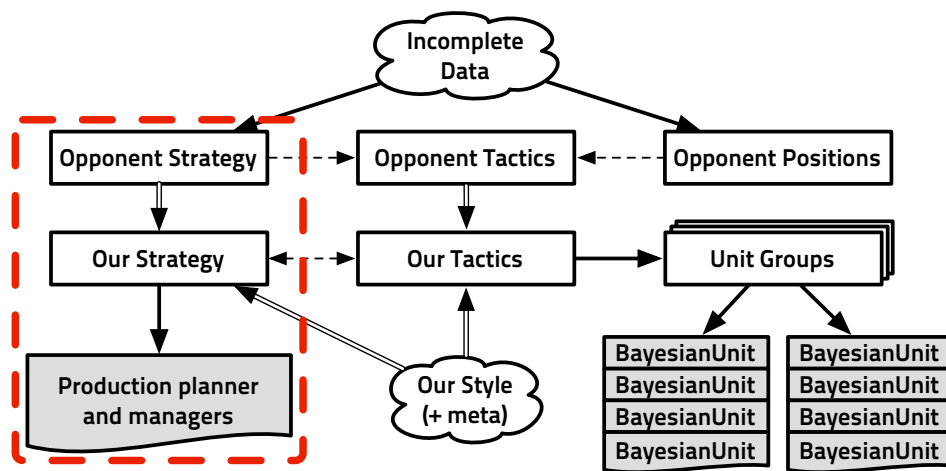 Incomplete
Data
Opponent Strategy
Opponent Tactics
Opponent Positions
Our Strategy
Our Tactics
Unit Groups
Production planner
and managers
Our Style
(+ meta)
BayesianUnit
BayesianUnit
BayesianUnit
BayesianUnit
BayesianUnit
BayesianUnit
BayesianUnit
BayesianUnit